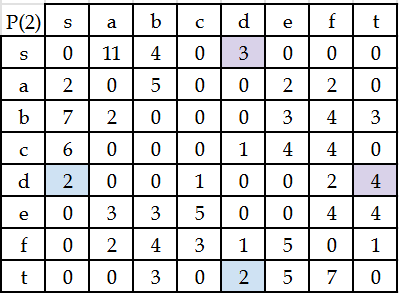 P(2) s a b c d e f t
s 0 11 4 0 3 0 0 0
a 2 0 5 0 0 2 2 0
b 7 2 0 0 0 3 4 3
c 6 0 0 0 1 4 4 0
d 2 0 0 1 0 0 2 4
e 0 3 3 5 0 0 4 4
f 0 2 4 3 1 5 0 1
t 0 0 3 0 2 5 7 0